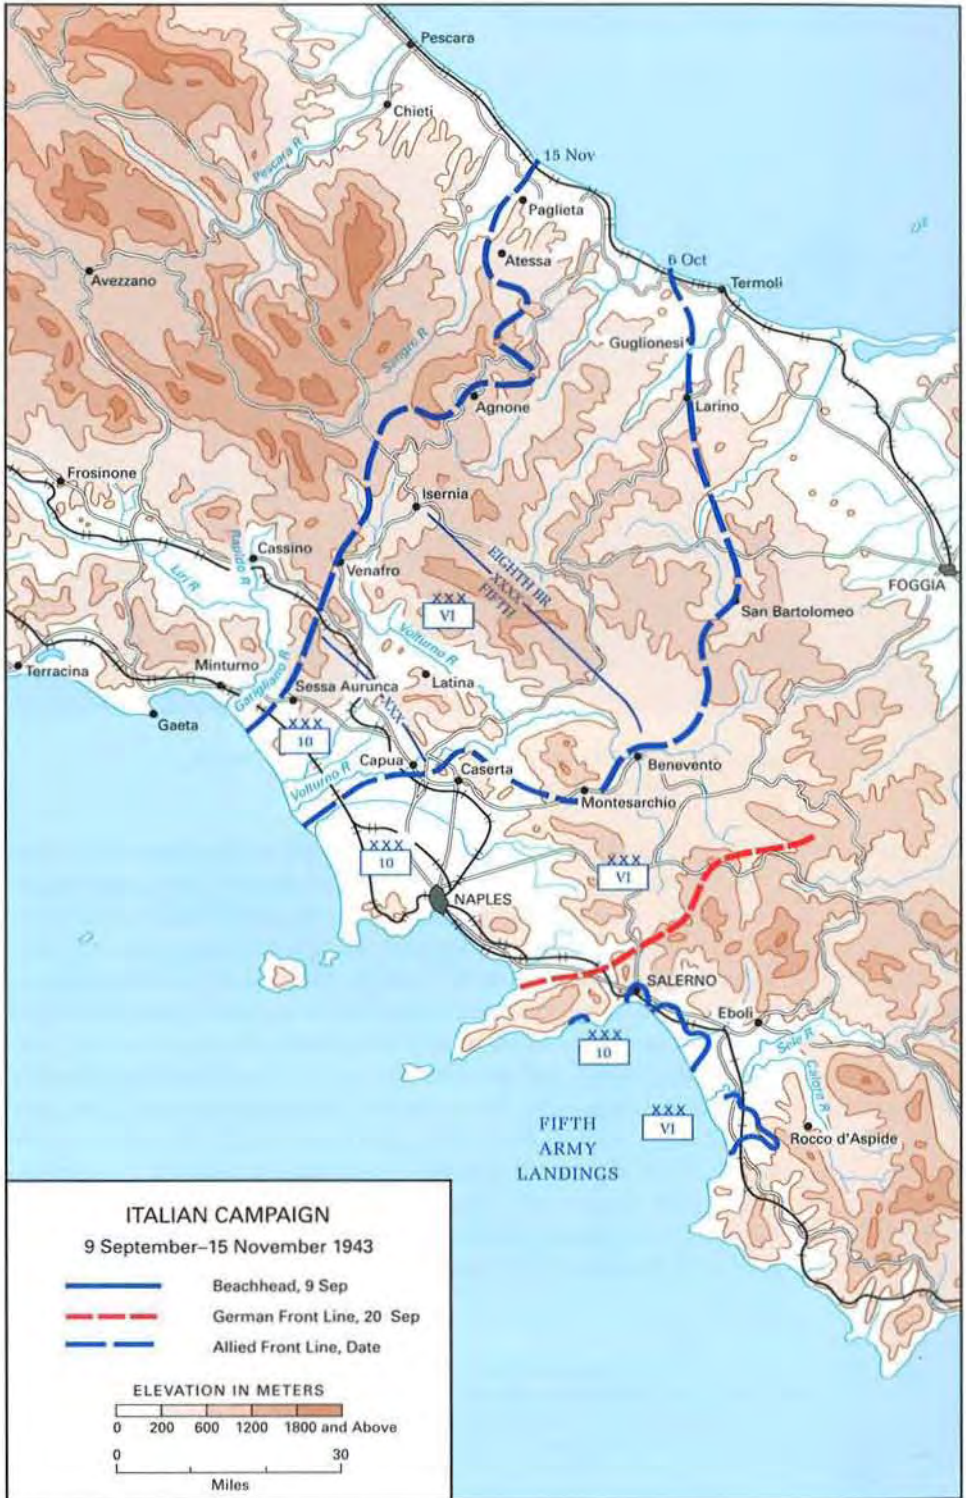 Pescara
Chieti
Pescara R
15 Nov
Paglieta
Atessa
6 Oct
Termoli
Avezzano
Sangro R
Guglionesi
Agnone
Larino
Frosinone
Isernia
Rapido R
Cassino
EIGHTH BR
XXXX
FIFTH
FOGGIA
Liri R
Venafro
XXX
VI
San Bartolomeo
Volturno R
Terracina
Minturno
Garigliano R
Latina
Sessa Aurunca
Gaeta
XXX
10
XXX
Capua
Caserta
Benevento
Volturno R
Montesarchio
XXX
10
XXX
VI
NAPLES
SALERNO
Eboli
XXX
10
Sele R
Calore R
XXX
VI
Rocco d'Aspide
FIFTH
ARMY
LANDINGS
ITALIAN CAMPAIGN
9 September–15 November 1943
Beachhead, 9 Sep
German Front Line, 20 Sep
Allied Front Line, Date
ELEVATION IN METERS
0 200 600 1200 1800 and Above
0 30
Miles